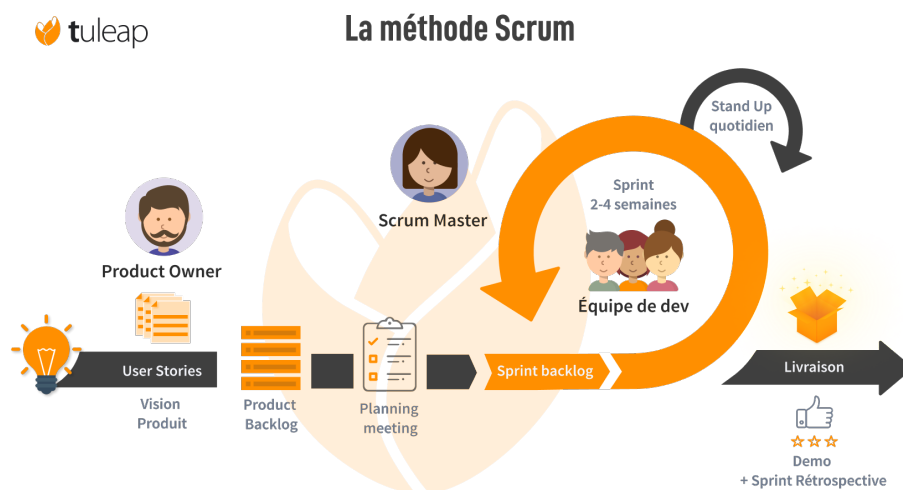 tuleap
La méthode Scrum
Stand Up
quotidien
Sprint
2-4 semaines
Scrum Master
Product Owner
Équipe de dev
User Stories
Sprint backlog
Livraison
Vision
Produit
Product
Backlog
Planning
meeting
Demo
+ Sprint Rétrospective